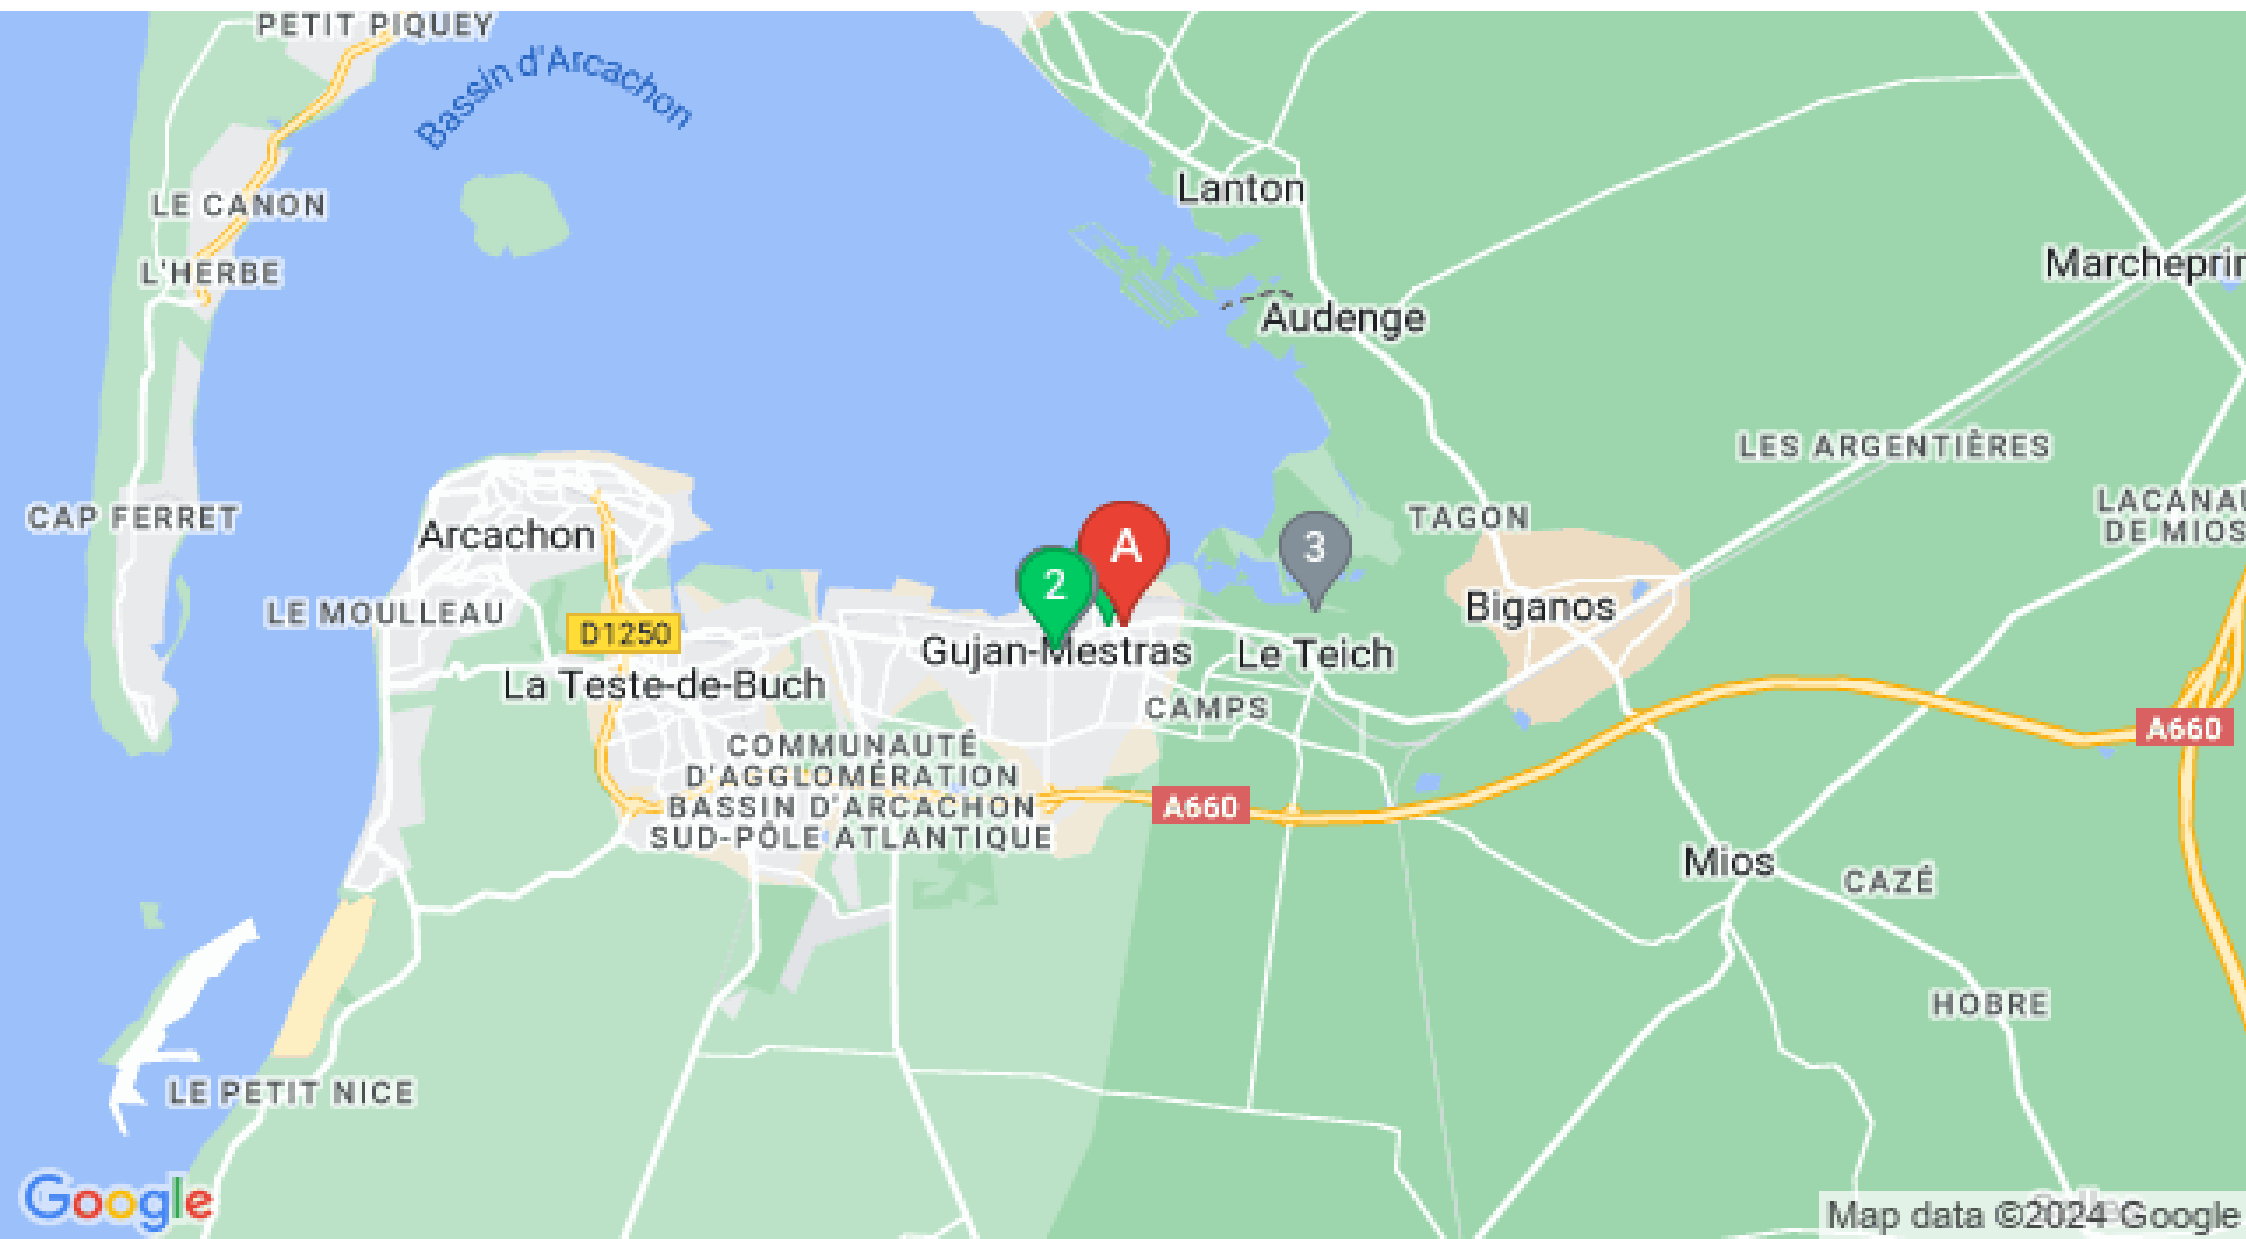 PETIT PIQUEY
Bassin d'Arcachon
Lanton
LE CANON
L'HERBE
Audenge
LES ARGENTIÈRES
CAP FERRET
Arcachon
TAGON
DE MIOS
A
2
3
LE MOULLEAU
D1250
Biganos
Gujan-Mestras
Le Teich
La Teste-de-Buch
CAMPS
A660
COMMUNAUTÉ
D'AGGLOMÉRATION
BASSIN D'ARCACHON
SUD-PÔLE ATLANTIQUE
A660
Mios
CAZÉ
HOBRE
LE PETIT NICE
Google
Map data ©2024 Google